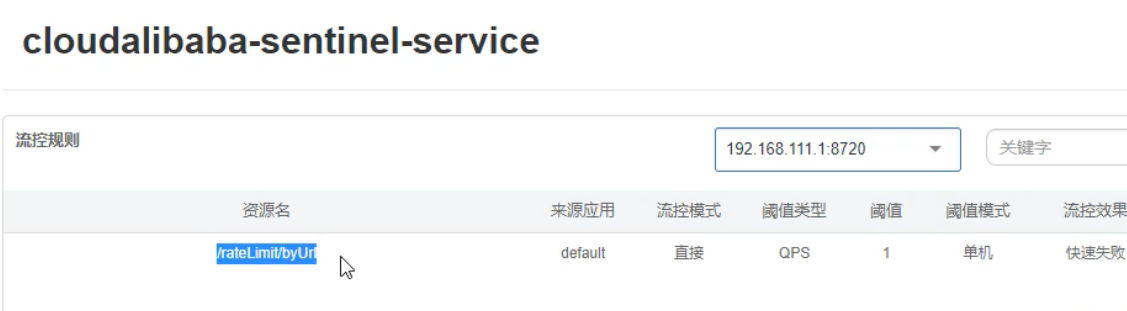 cloudalibaba-sentinel-service
流控规则
192.168.111.1:8720
关键字
资源名 来源应用 流控模式 阈值类型 阈值 阈值模式 流控效果
/rateLimit/byUrl default 直接 QPS 1 单机 快速失败